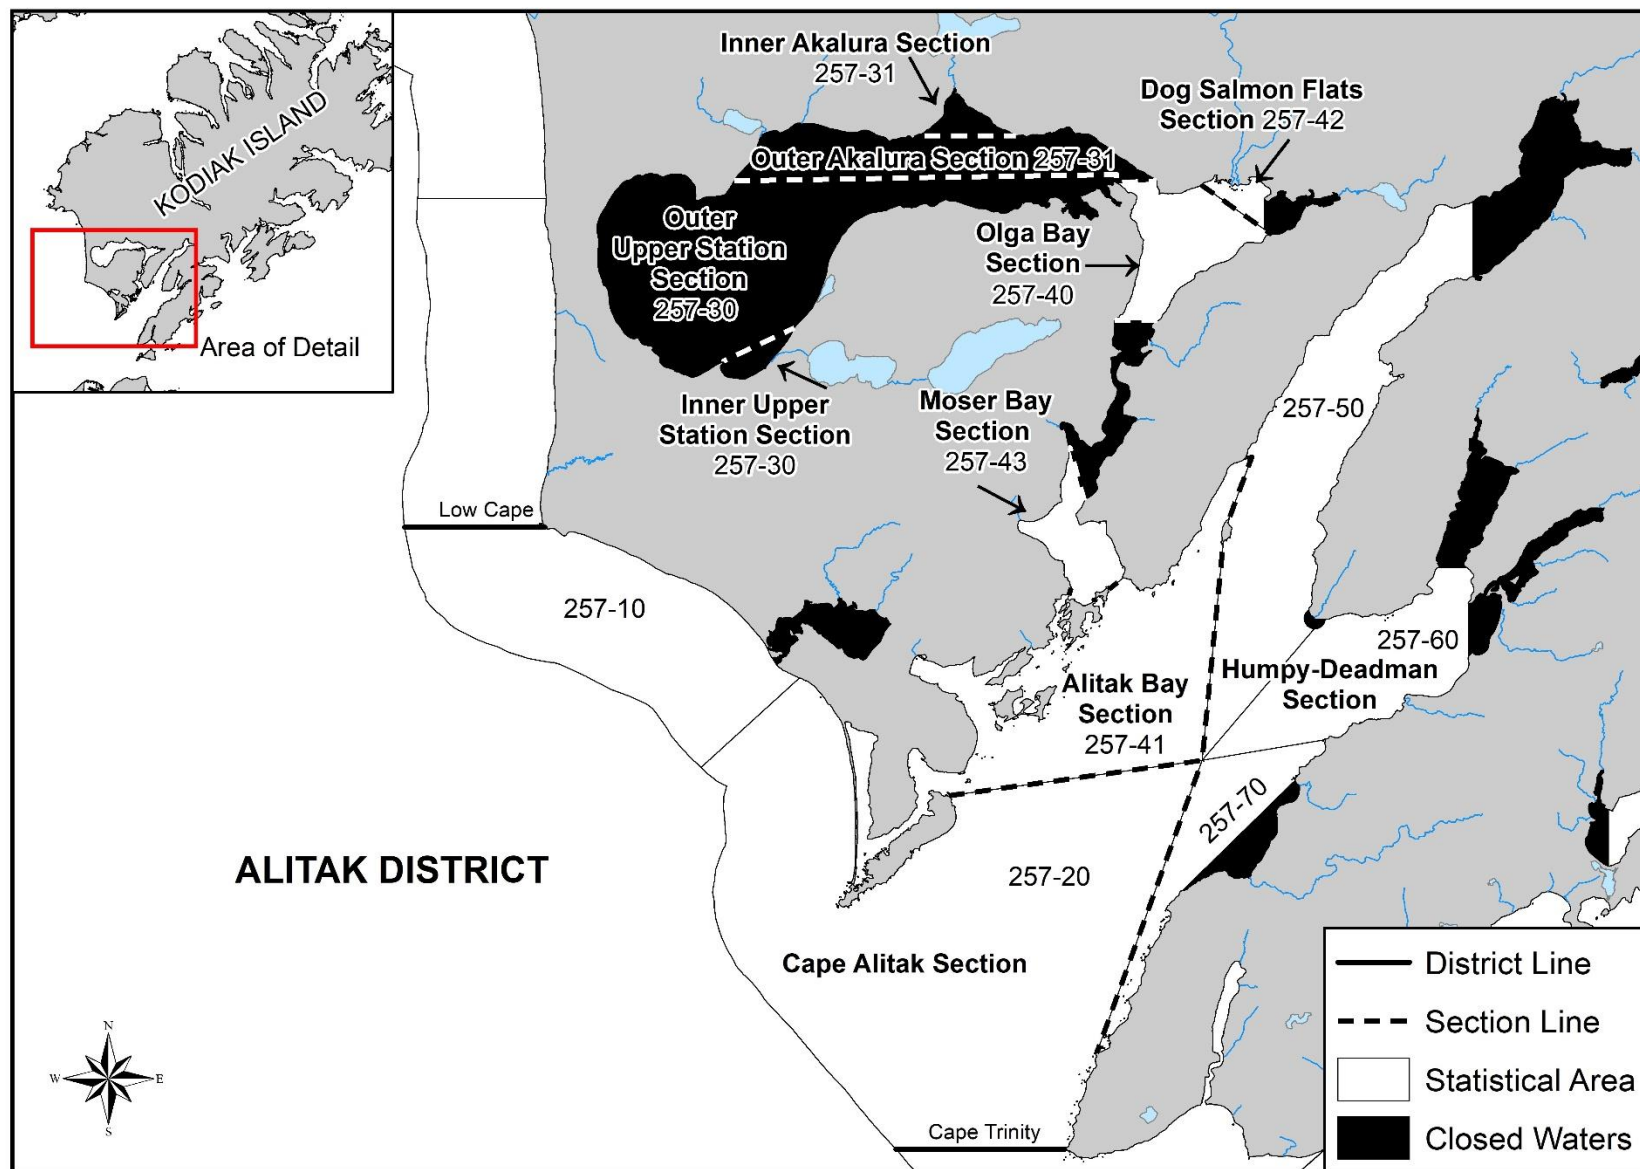 KODIAK ISLAND
Area of Detail
Inner Akalura Section
257-31
Dog Salmon Flats
Section 257-42
Outer Akalura Section 257-31
Outer
Upper Station
Section
257-30
Olga Bay
Section
257-40
Inner Upper
Station Section
257-30
Moser Bay
Section
257-43
257-50
Low Cape
257-10
257-60
Humpy-Deadman
Section
Alitak Bay
Section
257-41
257-70
257-20
ALITAK DISTRICT
Cape Alitak Section
Cape Trinity
N
W
E
S
District Line
Section Line
Statistical Area
Closed Waters